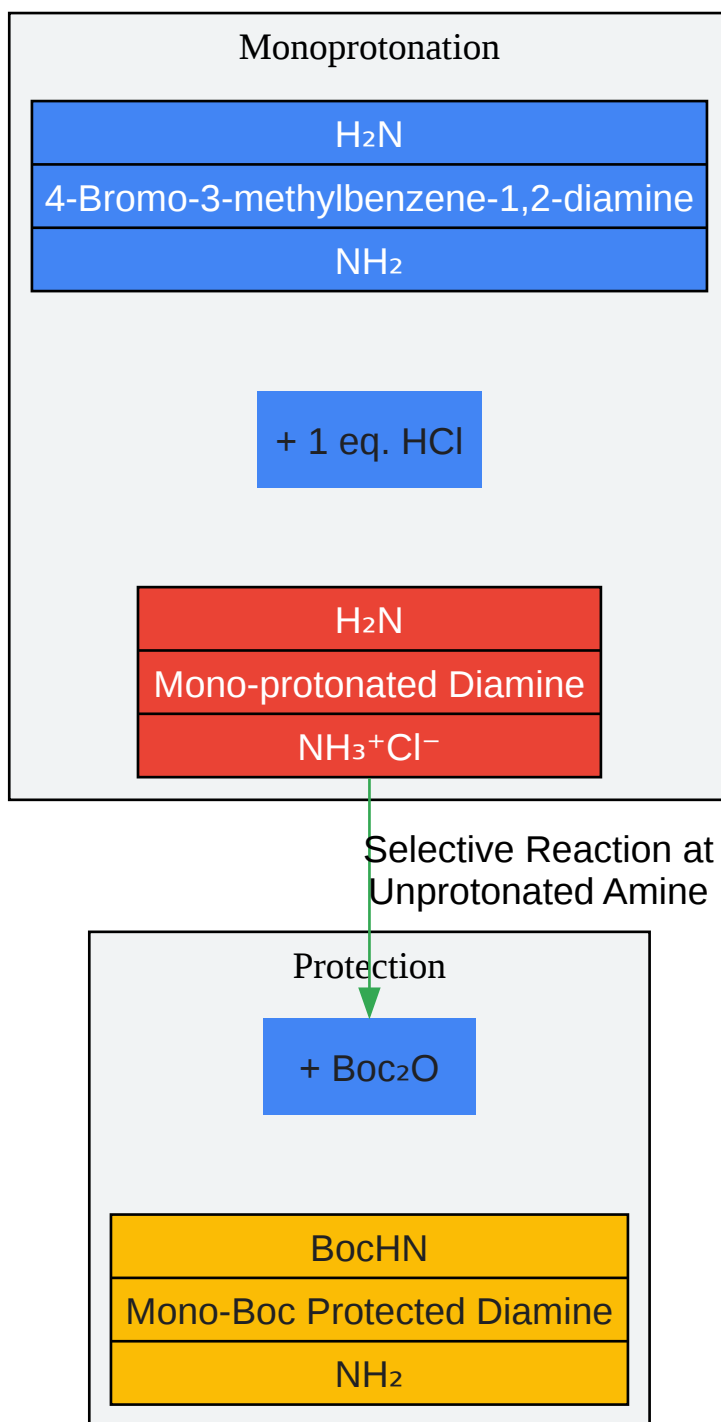 Monoprotonation
H₂N
4-Bromo-3-methylbenzene-1,2-diamine
NH₂
+ 1 eq. HCl
H₂N
Mono-protonated Diamine
NH₃⁺Cl⁻
Selective Reaction at
Unprotonated Amine
Protection
+ Boc₂O
BocHN
Mono-Boc Protected Diamine
NH₂